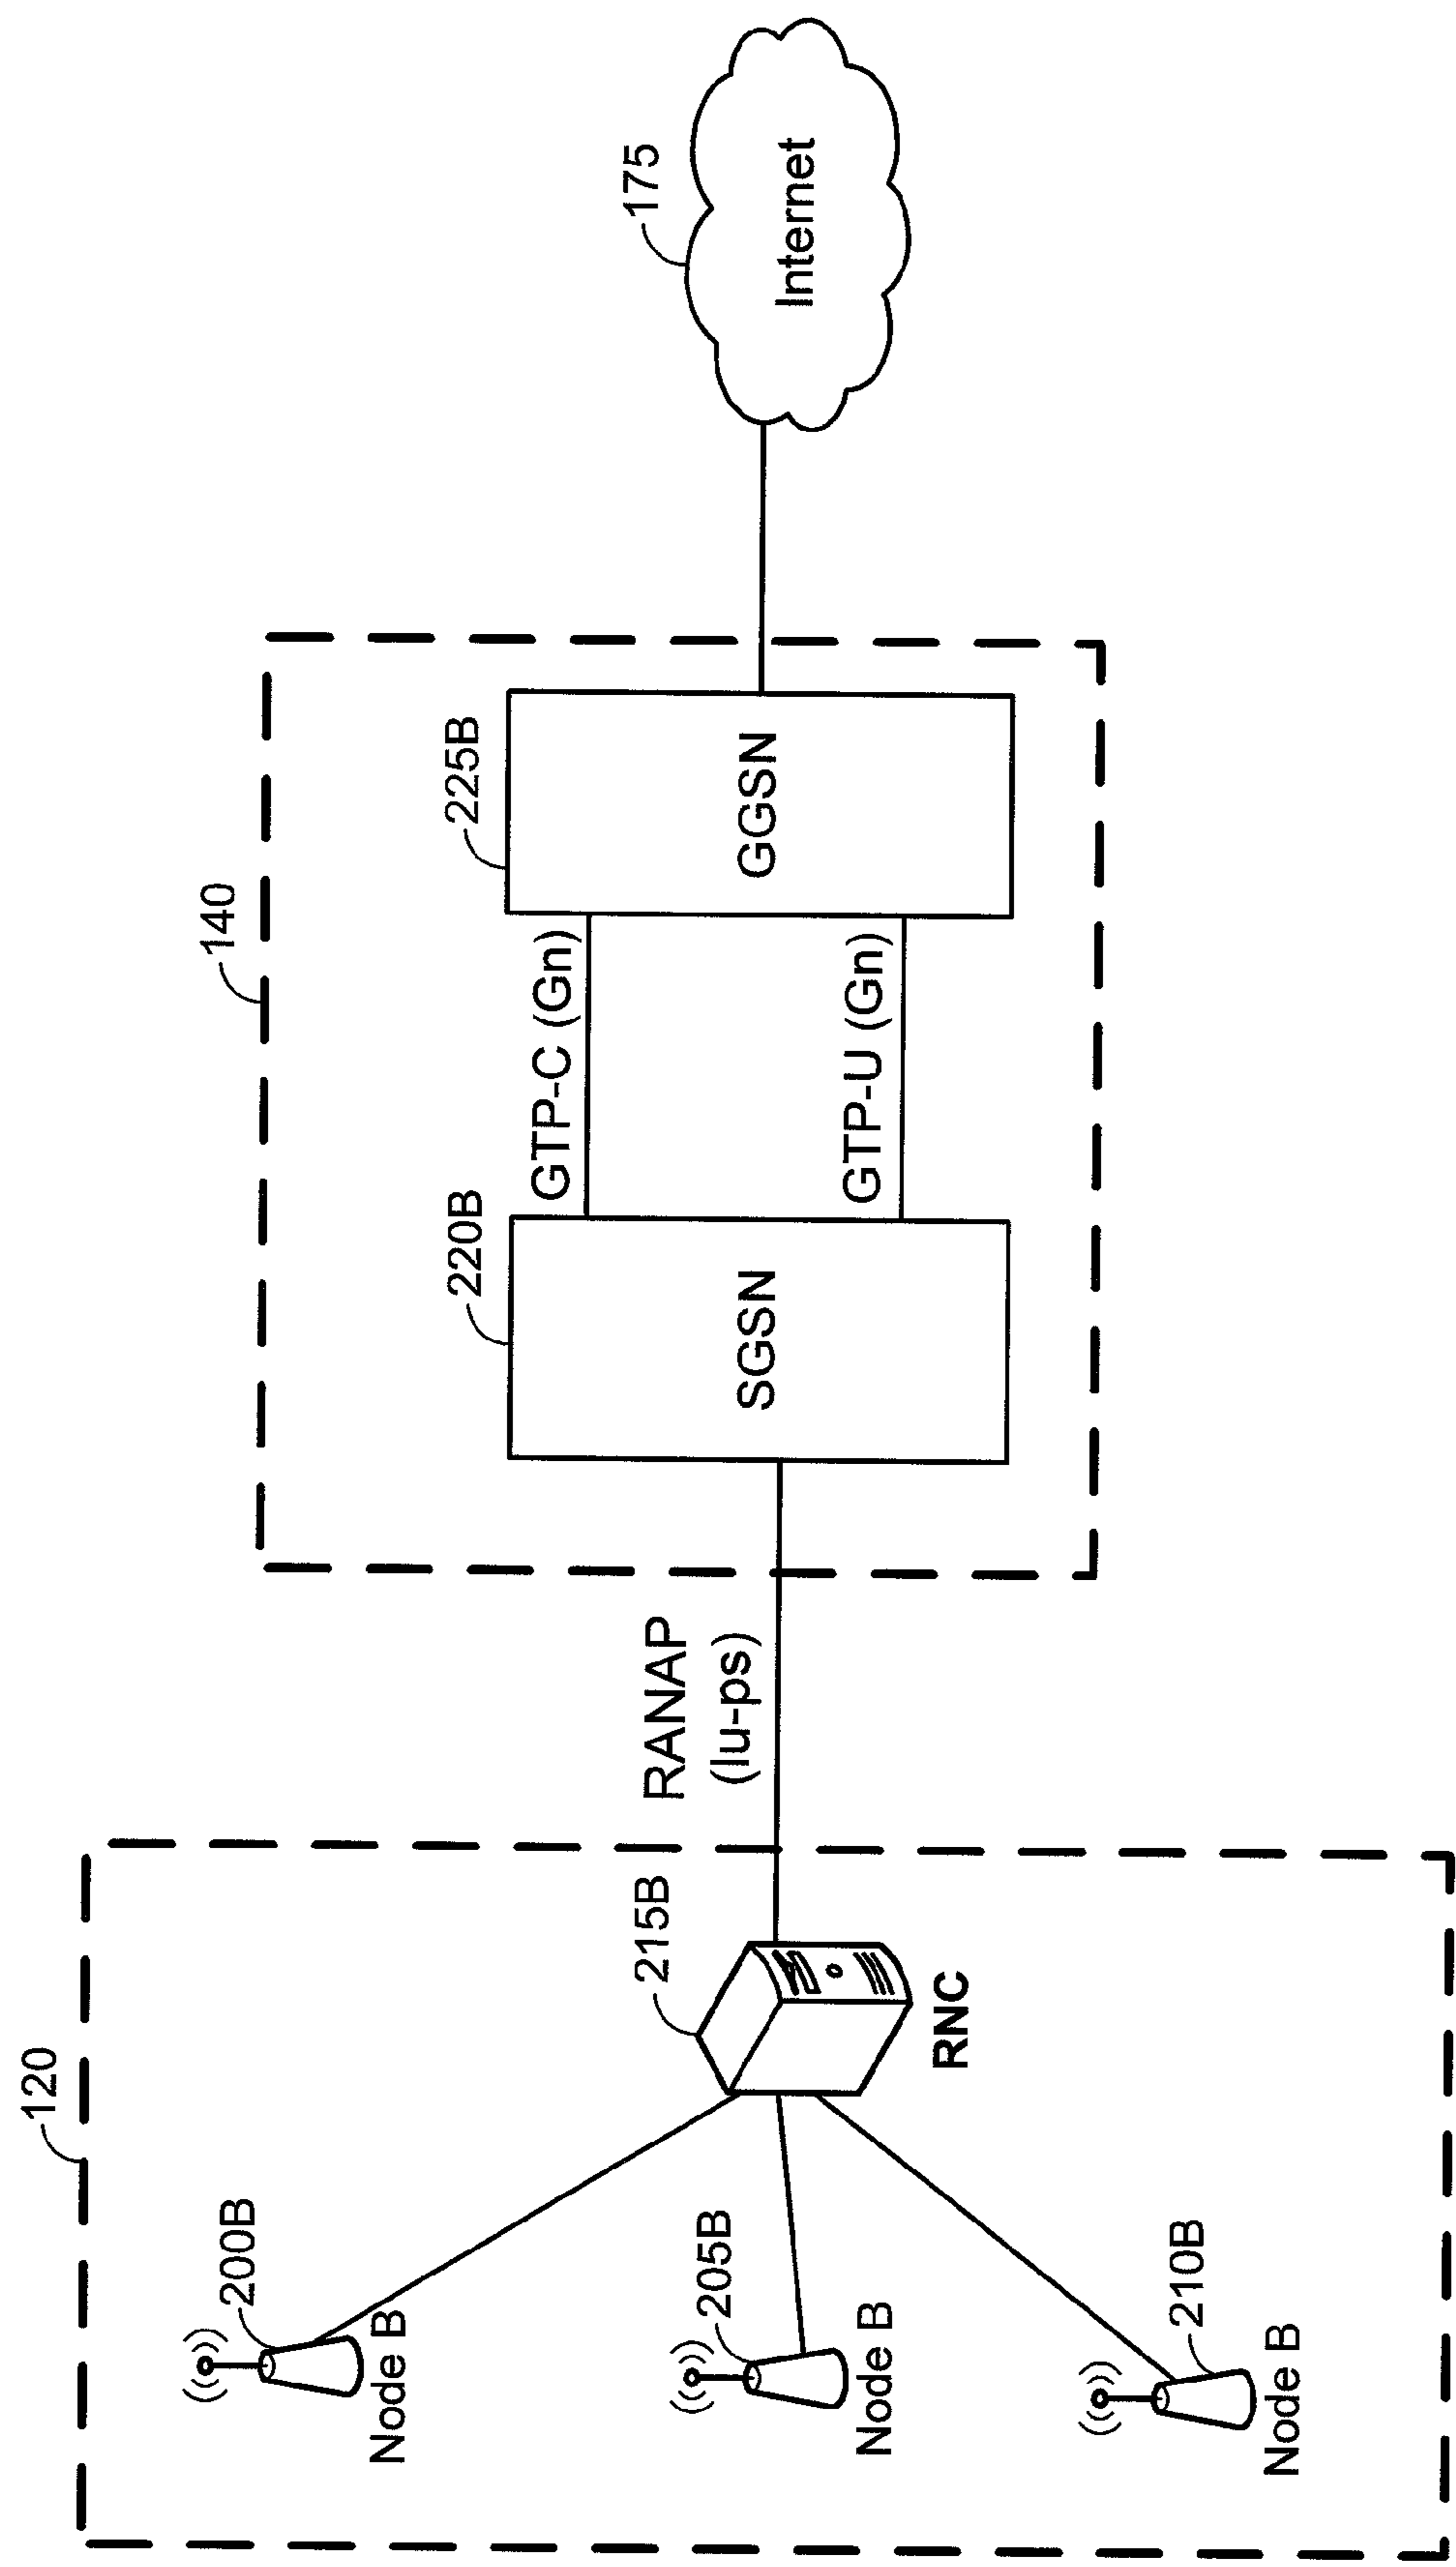 120
200B
Node B
205B
Node B
210B
Node B
215B
RNC
RANAP
(Iu-ps)
140
220B
SGSN
GTP-C (Gn)
GTP-U (Gn)
225B
GGSN
175
Internet